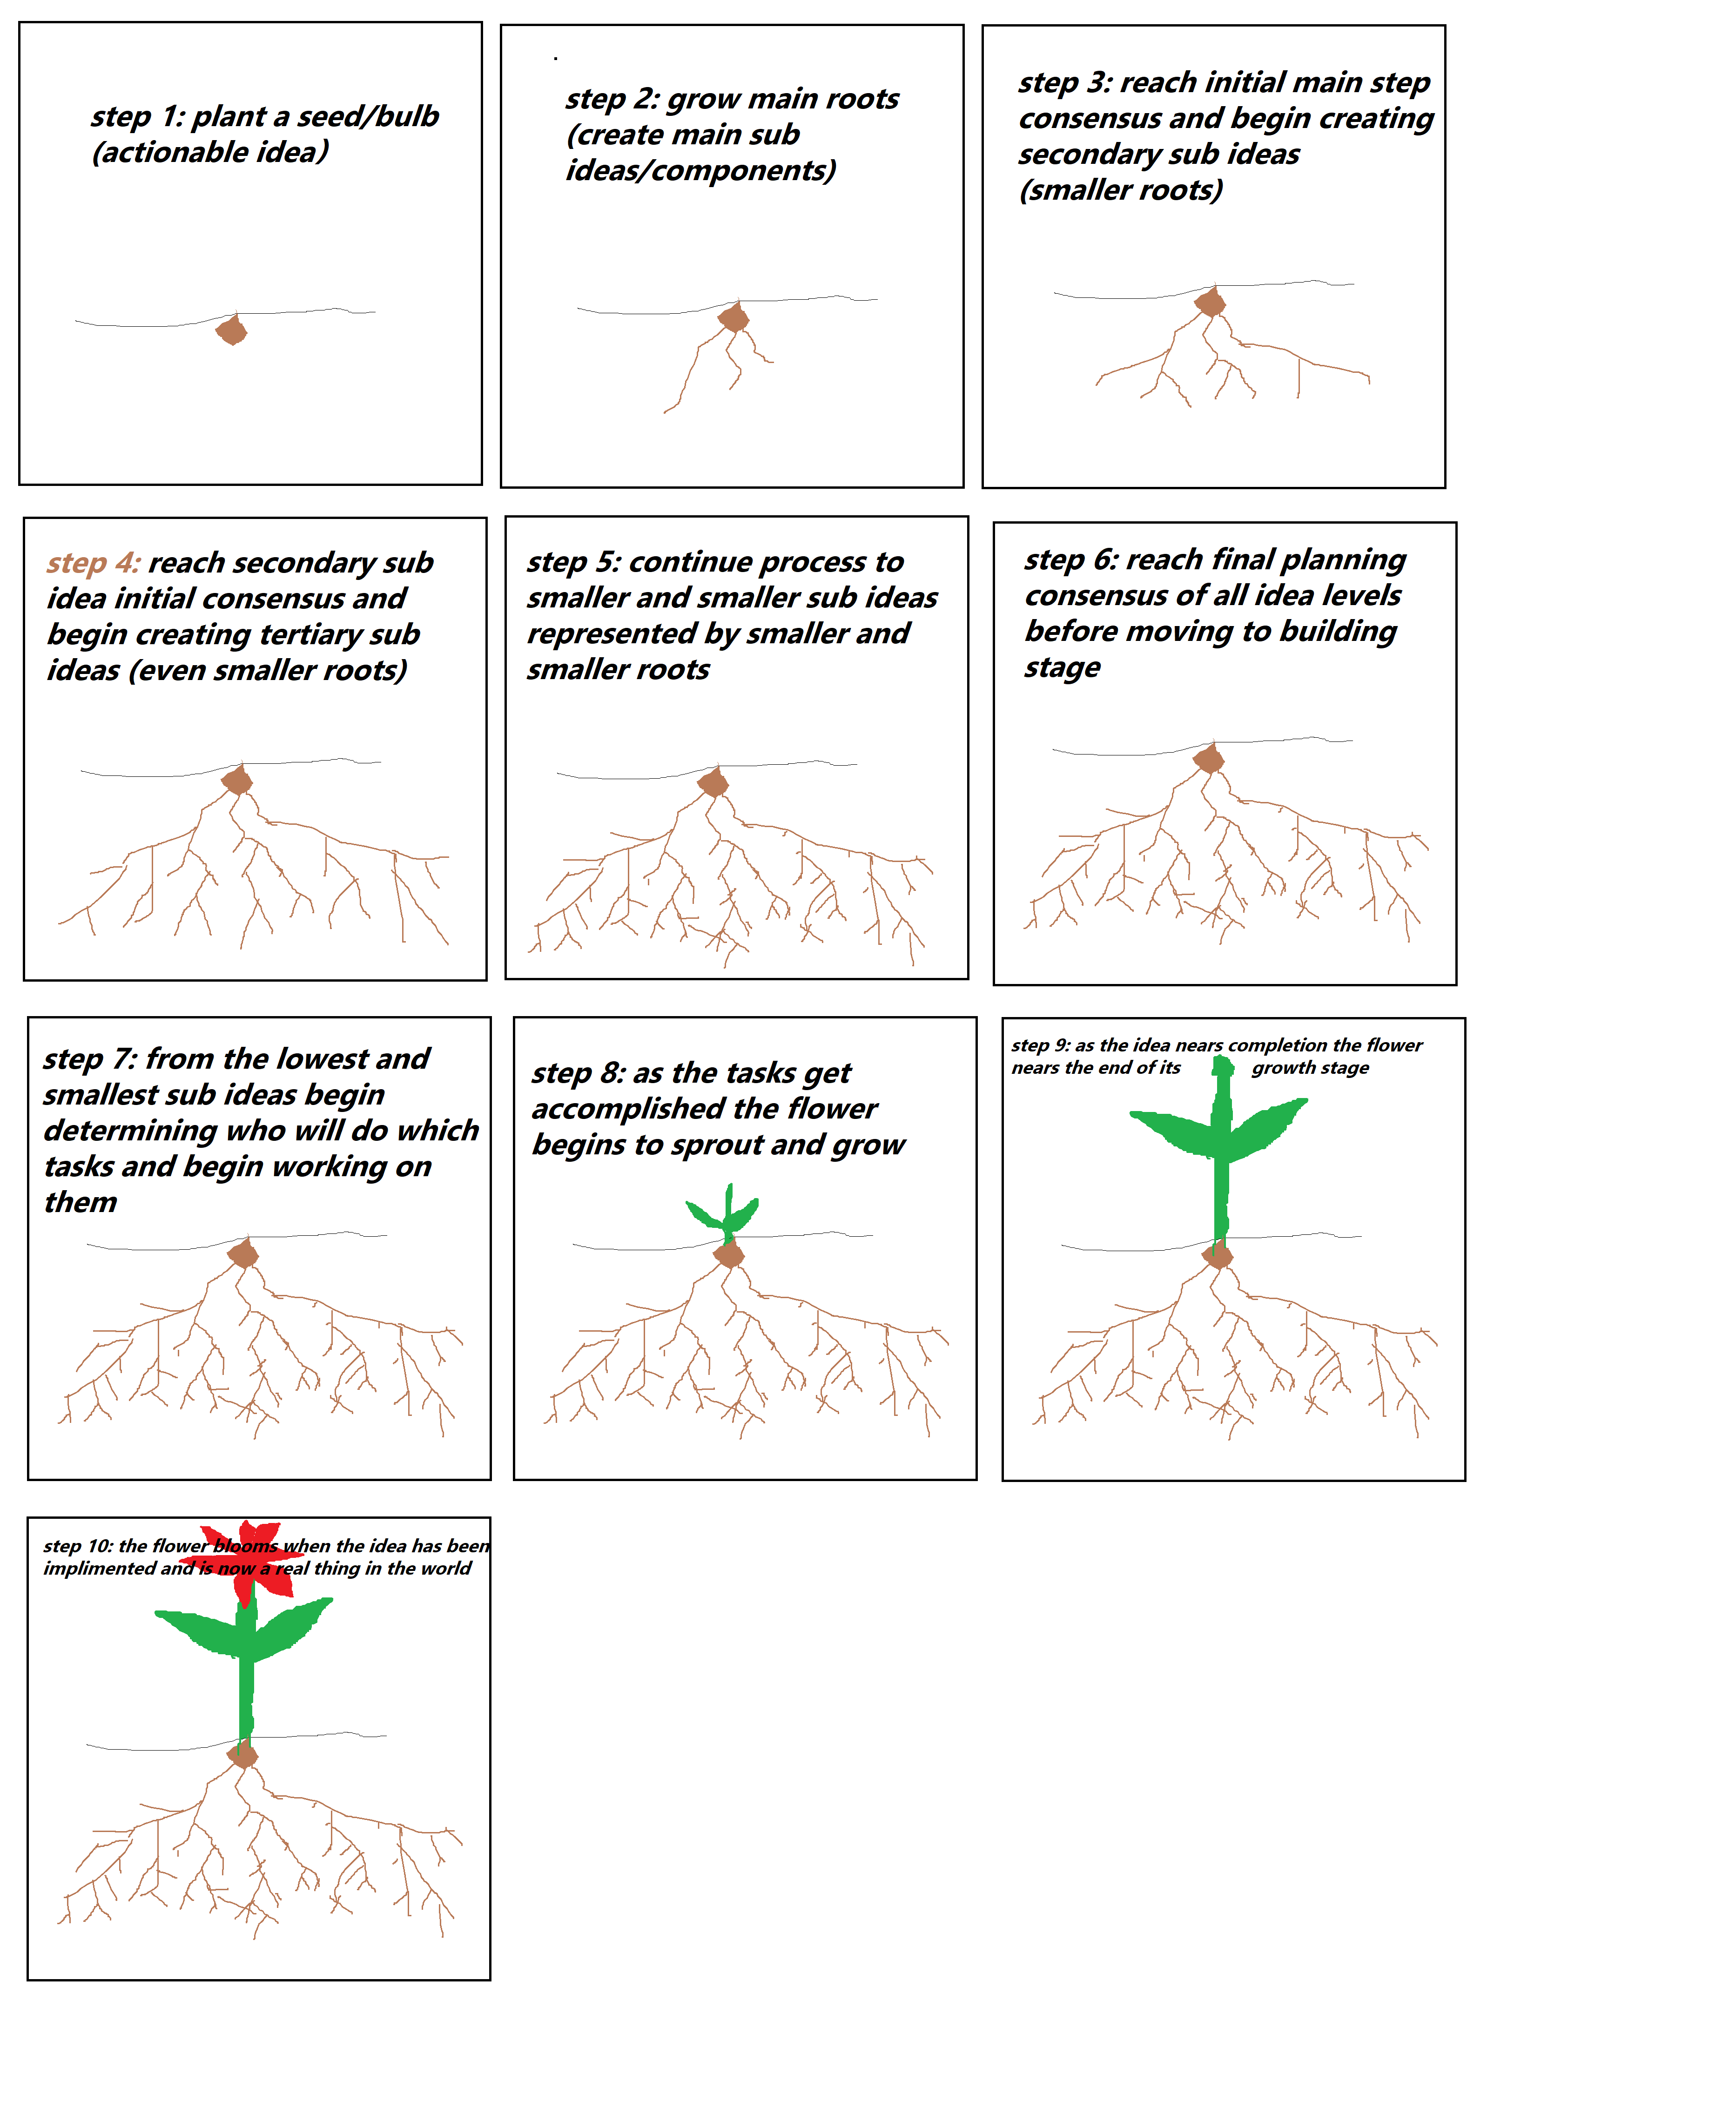 step 1: plant a seed/bulb
(actionable idea)
step 2: grow main roots
(create main sub
ideas/components)
step 3: reach initial main step
consensus and begin creating
secondary sub ideas
(smaller roots)
step 4: reach secondary sub
idea initial consensus and
begin creating tertiary sub
ideas (even smaller roots)
step 5: continue process to
smaller and smaller sub ideas
represented by smaller and
smaller roots
step 6: reach final planning
consensus of all idea levels
before moving to building
stage
step 7: from the lowest and
smallest sub ideas begin
determining who will do which
tasks and begin working on
them
step 8: as the tasks get
accomplished the flower
begins to sprout and grow
step 9: as the idea nears completion the flower
nears the end of its growth stage
step 10: the flower blooms when the idea has been
implimented and is now a real thing in the world